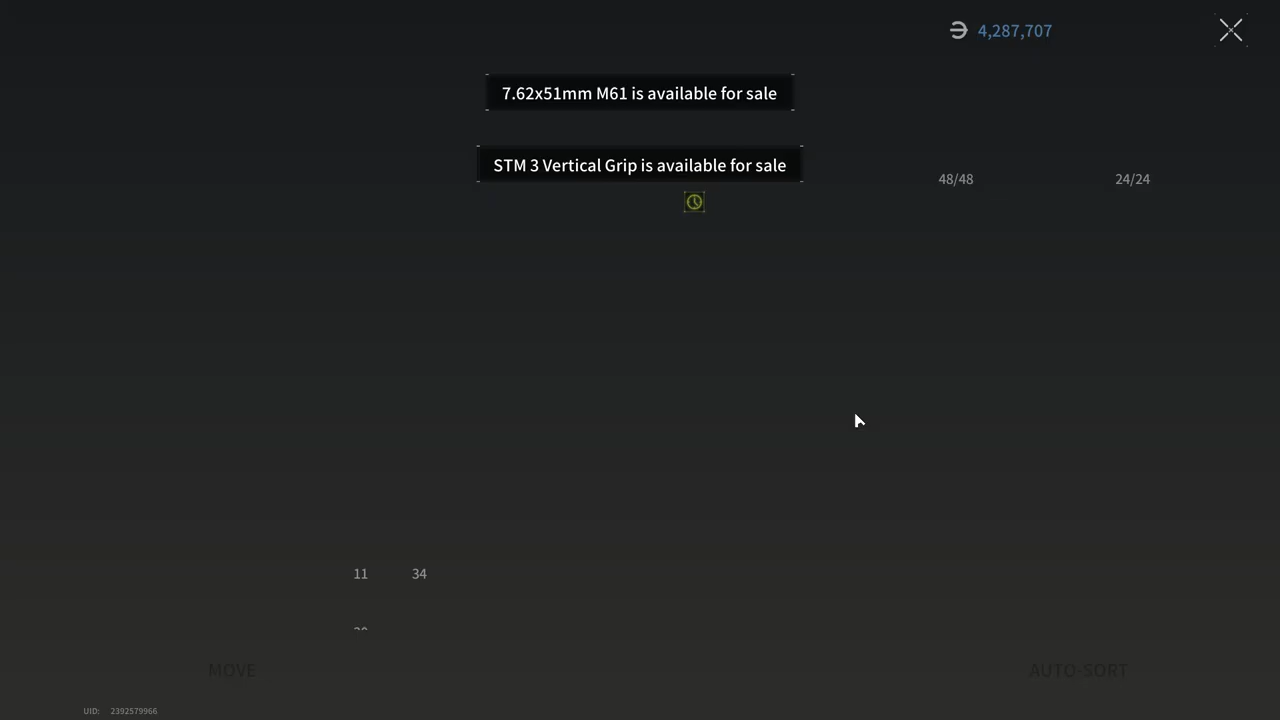 4,287,707
7.62x51mm M61 is available for sale
STM 3 Vertical Grip is available for sale
48/48 24/24
11 34
MOVE AUTO-SORT
UID: 2392579966